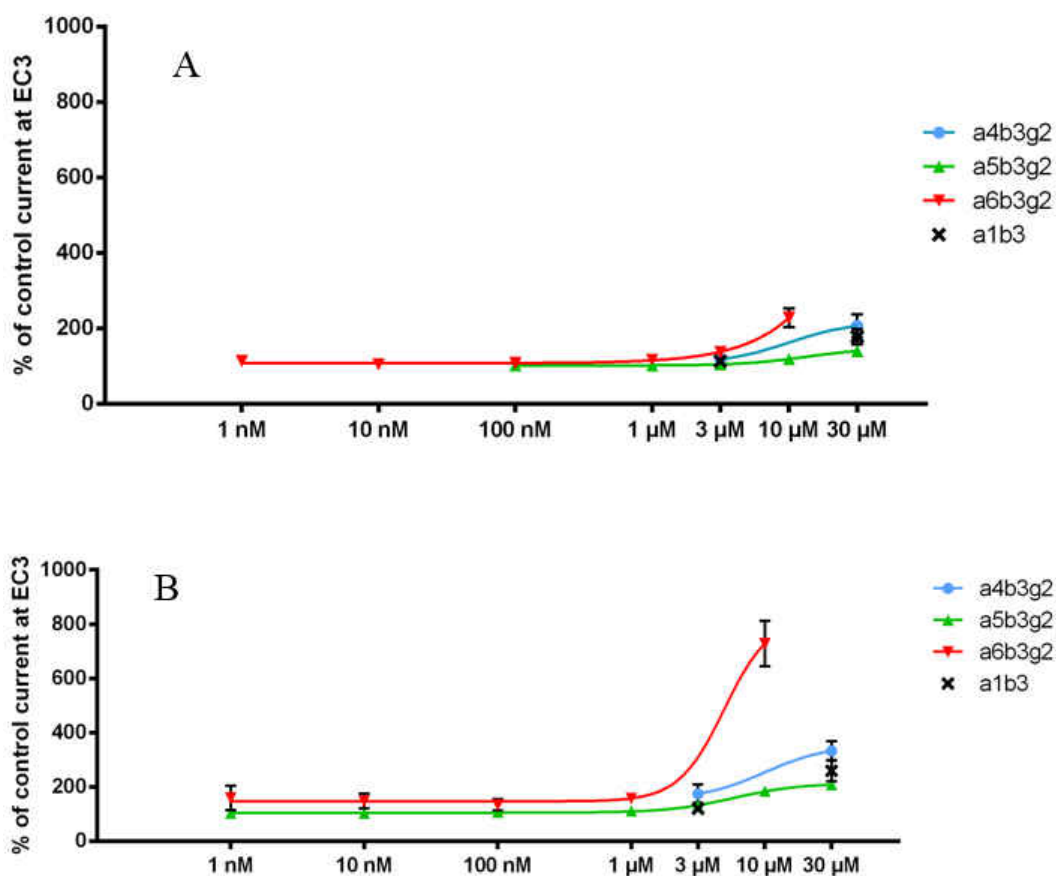 A
% of control current at EC3
1000
800
600
400
200
0
1 nM
10 nM
100 nM
1 µM
3 µM
10 µM
30 µM
a4b3g2
a5b3g2
a6b3g2
a1b3
B
% of control current at EC3
1000
800
600
400
200
0
1 nM
10 nM
100 nM
1 µM
3 µM
10 µM
30 µM
a4b3g2
a5b3g2
a6b3g2
a1b3